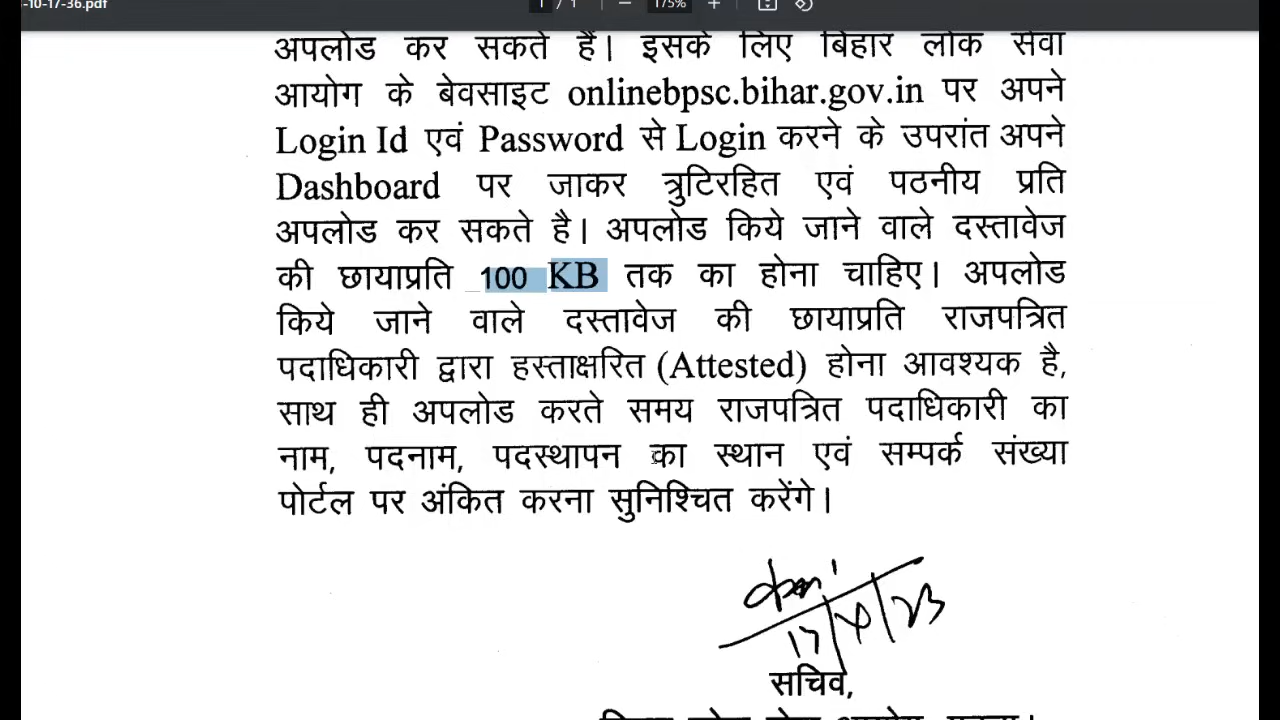 -10-17-36.pdf 1 / 1 175%
अपलोड कर सकते हैं। इसके लिए बिहार लोक सेवा
आयोग के बेवसाइट onlinebpsc.bihar.gov.in पर अपने
Login Id एवं Password से Login करने के उपरांत अपने
Dashboard पर जाकर त्रुटिरहित एवं पठनीय प्रति
अपलोड कर सकते है। अपलोड किये जाने वाले दस्तावेज
की छायाप्रति 100 KB तक का होना चाहिए। अपलोड
किये जाने वाले दस्तावेज की छायाप्रति राजपत्रित
पदाधिकारी द्वारा हस्ताक्षरित (Attested) होना आवश्यक है,
साथ ही अपलोड करते समय राजपत्रित पदाधिकारी का
नाम, पदनाम, पदस्थापन का स्थान एवं सम्पर्क संख्या
पोर्टल पर अंकित करना सुनिश्चित करेंगे।
सचिव,